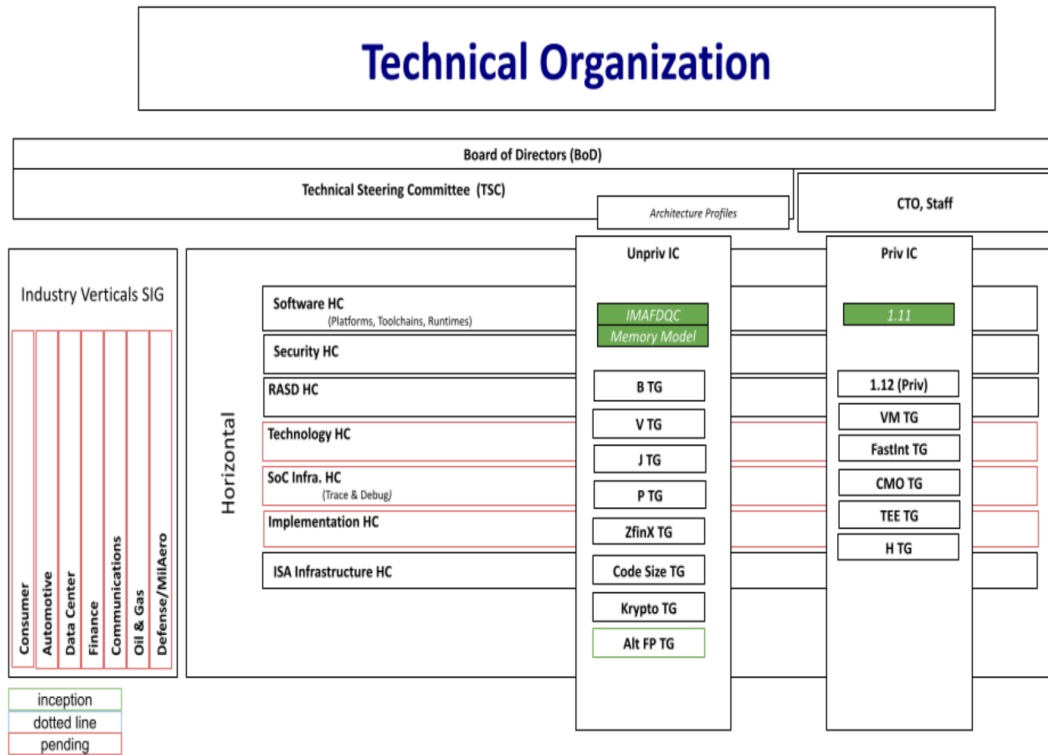 Technical Organization
Board of Directors (BoD)
Technical Steering Committee (TSC)
Architecture Profiles
CTO, Staff
Industry Verticals SIG
Consumer
Automotive
Data Center
Finance
Communications
Oil & Gas
Defense/MilAero
Horizontal
Software HC
(Platforms, Toolchains, Runtimes)
Security HC
RASD HC
Technology HC
SoC Infra. HC
(Trace & Debug)
Implementation HC
ISA Infrastructure HC
Unpriv IC
IMAFDQC
Memory Model
B TG
V TG
J TG
P TG
ZfinX TG
Code Size TG
Krypto TG
Alt FP TG
Priv IC
1.11
1.12 (Priv)
VM TG
FastInt TG
CMO TG
TEE TG
H TG
inception
dotted line
pending